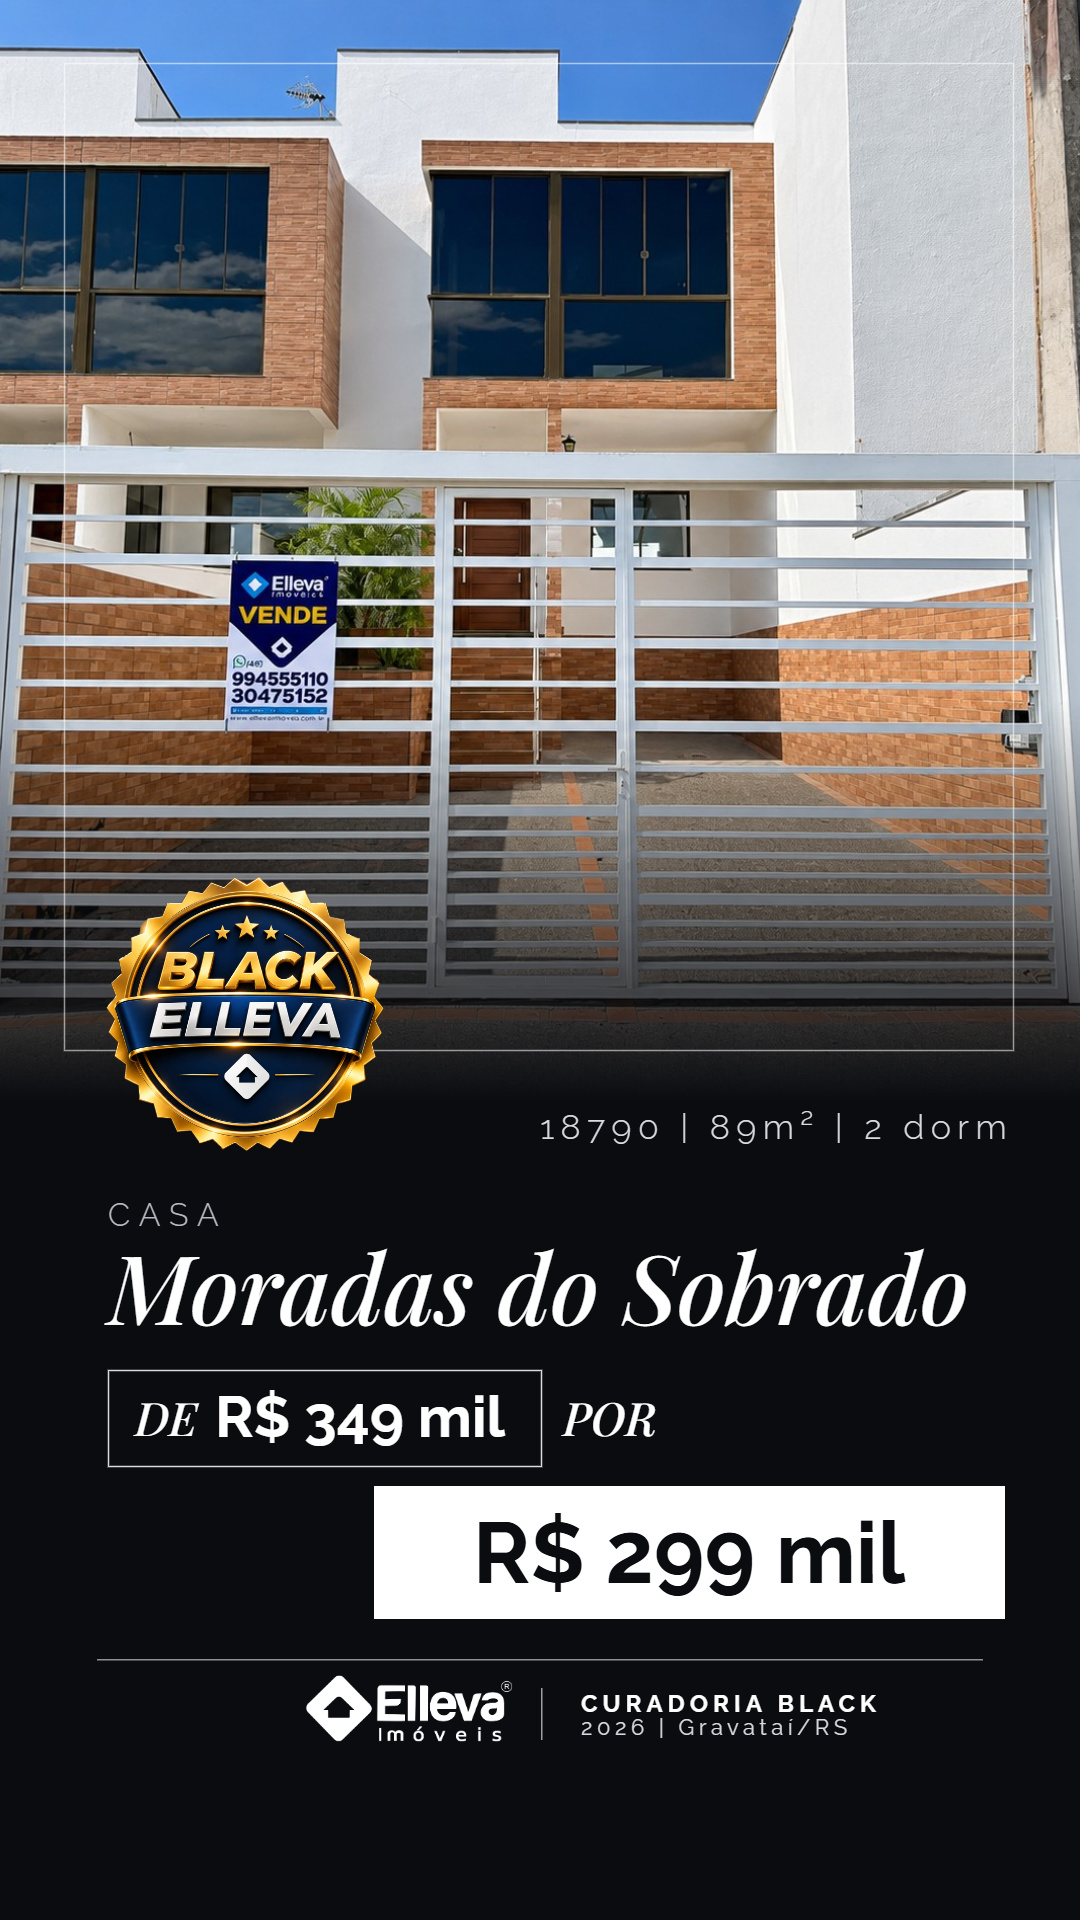 Elleva
Imóveis
VENDE
(48)
994555110
30475152
BLACK
ELLEVA
18790 | 89m² | 2 dorm
CASA
Moradas do Sobrado
DE R$ 349 mil POR
R$ 299 mil
Elleva®
Imóveis
CURADORIA BLACK
2026 | Gravataí/RS